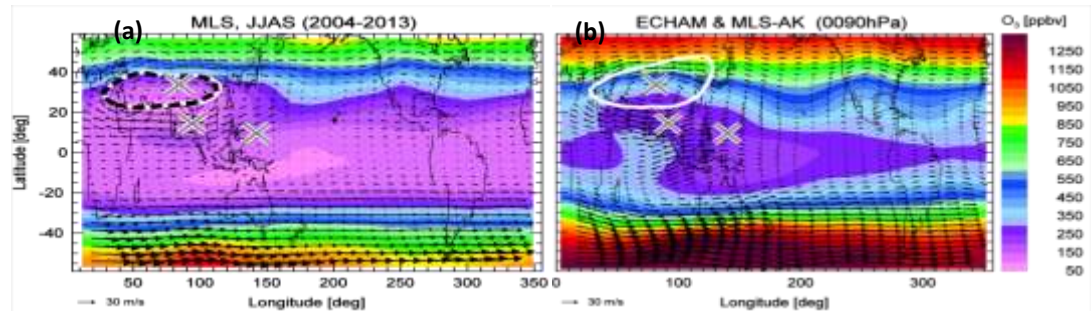 (a) MLS, JJAS (2004-2013)
(b) ECHAM & MLS-AK (0090hPa)
O₃ [ppbv]
Latitude [deg]
40
20
0
-20
-40
50 100 150 200 250 300 350
30 m/s
Longitude [deg]
0 100 200 300
30 m/s
Longitude [deg]
1250
1150
1050
950
850
750
650
550
450
350
250
150
50